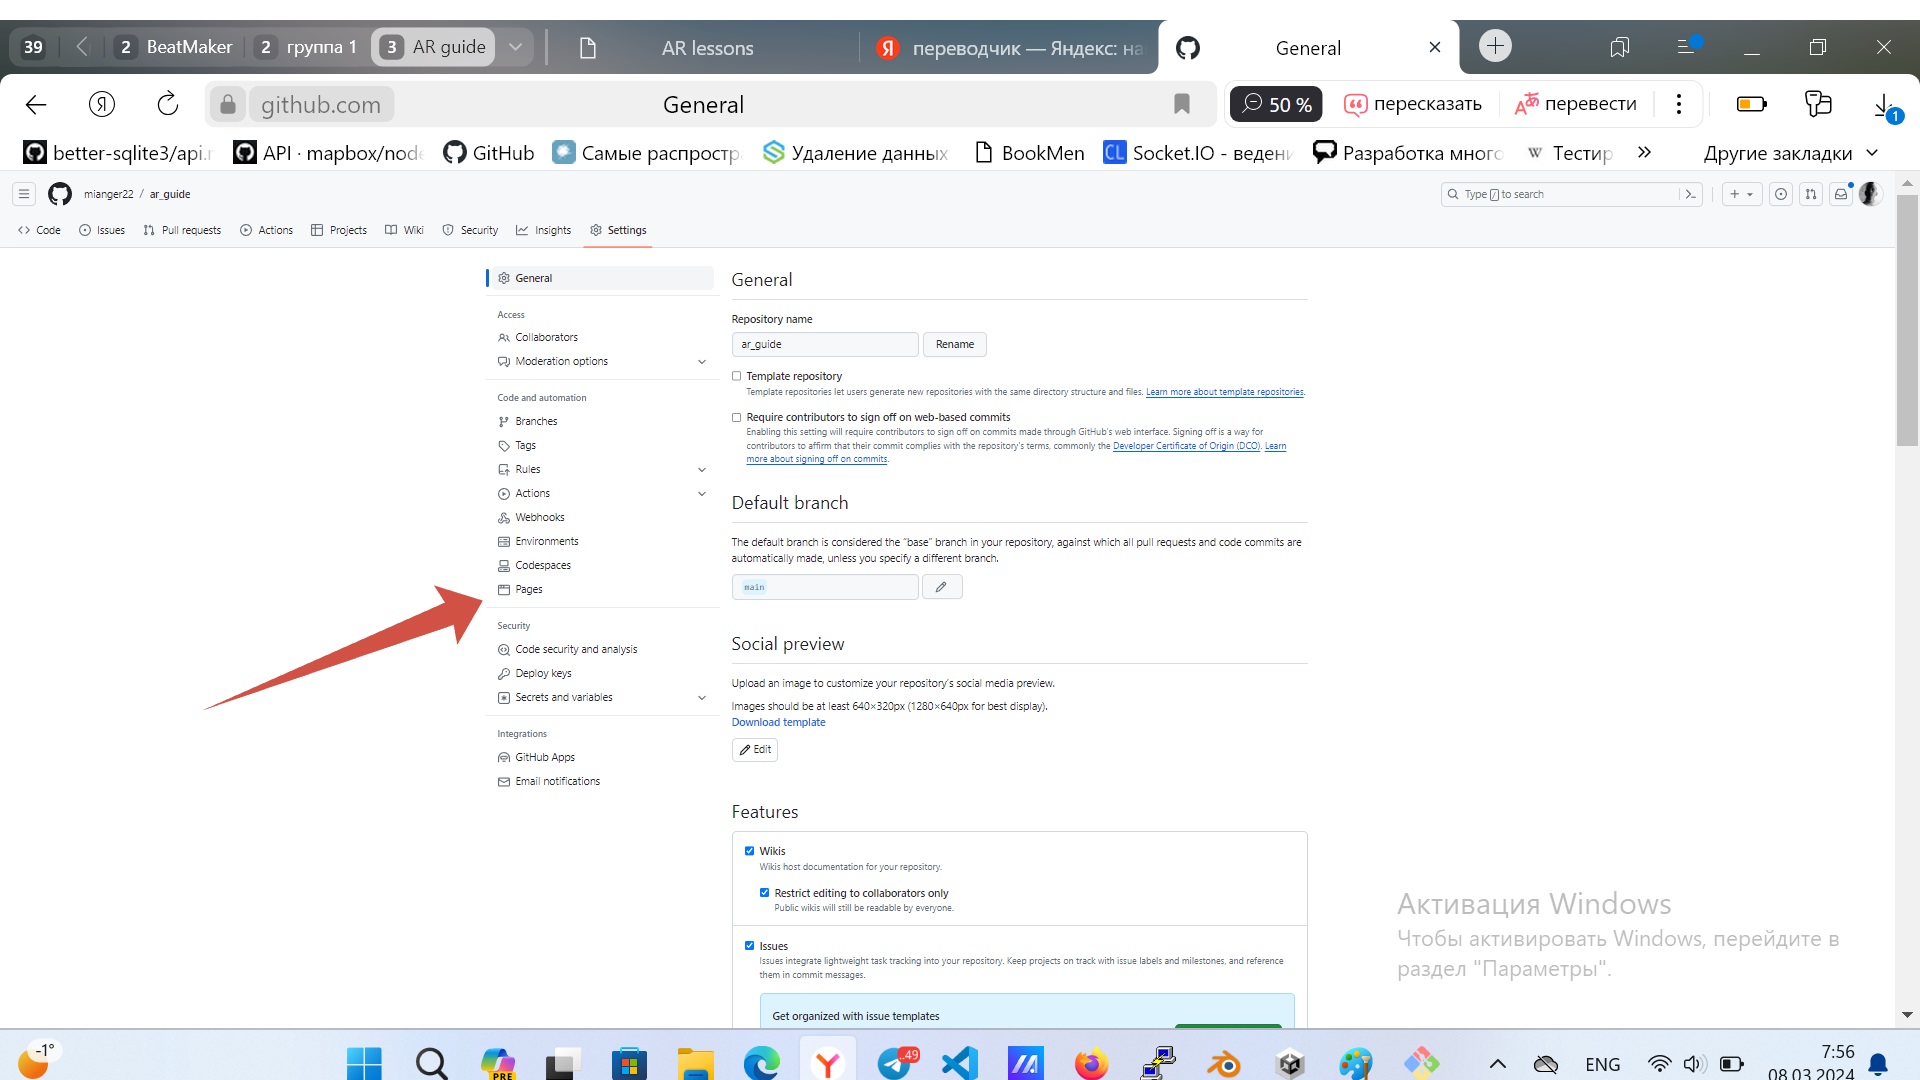 39
2 BeatMaker
2 группа 1
3 AR guide
AR lessons
Я переводчик — Яндекс: на
General
github.com
General
50 %
пересказать
перевести
1
better-sqlite3/api.r
API · mapbox/node
GitHub
Самые распростр
Удаление данных
BookMen
CL Socket.IO - ведени
Разработка много
W Тестир
Другие закладки
mianger22 / ar_guide
Type / to search
Code
Issues
Pull requests
Actions
Projects
Wiki
Security
Insights
Settings
General
Access
Collaborators
Moderation options
Code and automation
Branches
Tags
Rules
Actions
Webhooks
Environments
Codespaces
Pages
Security
Code security and analysis
Deploy keys
Secrets and variables
Integrations
GitHub Apps
Email notifications
General
Repository name
ar_guide
Rename
Template repository
Template repositories let users generate new repositories with the same directory structure and files. Learn more about template repositories.
Require contributors to sign off on web-based commits
Enabling this setting will require contributors to sign off on commits made through GitHub's web interface. Signing off is a way for
contributors to affirm that their commit complies with the repository's terms, commonly the Developer Certificate of Origin (DCO). Learn
more about signing off on commits.
Default branch
The default branch is considered the "base" branch in your repository, against which all pull requests and code commits are
automatically made, unless you specify a different branch.
main
Social preview
Upload an image to customize your repository's social media preview.
Images should be at least 640×320px (1280×640px for best display).
Download template
Edit
Features
Wikis
Wikis host documentation for your repository.
Restrict editing to collaborators only
Public wikis will still be readable by everyone.
Issues
Issues integrate lightweight task tracking into your repository. Keep projects on track with issue labels and milestones, and reference
them in commit messages.
Get organized with issue templates
Активация Windows
Чтобы активировать Windows, перейдите в
раздел "Параметры".
-1°
PRE
49
ENG
7:56
08.03.2024